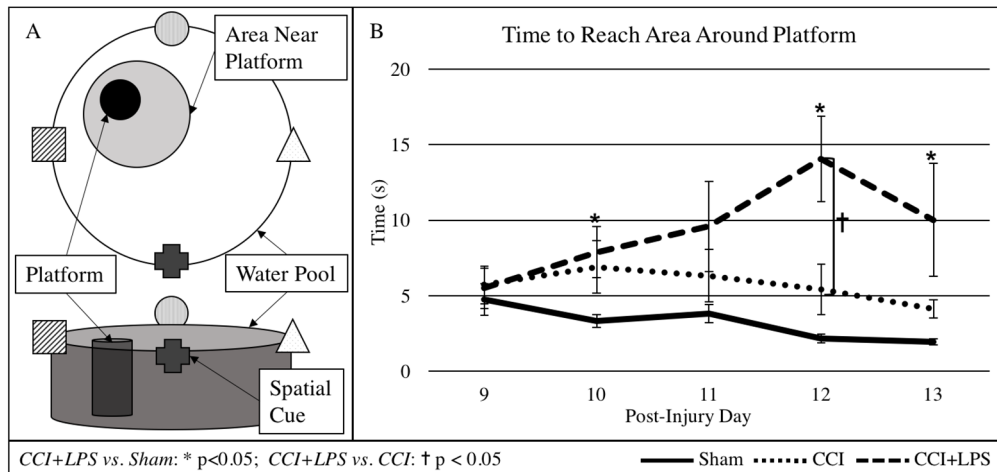 A
Area Near
Platform
Platform
Water Pool
Spatial
Cue
B
Time to Reach Area Around Platform
Time (s)
20
15
10
5
0
*
*
*
†
9 10 11 12 13
Post-Injury Day
CCI+LPS vs. Sham: * p<0.05; CCI+LPS vs. CCI: † p < 0.05
Sham CCI CCI+LPS